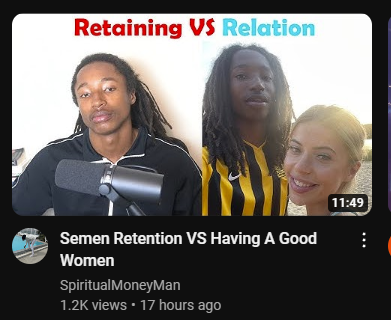 Retaining VS Relation
11:49
Semen Retention VS Having A Good
Women
SpiritualMoneyMan
1.2K views • 17 hours ago